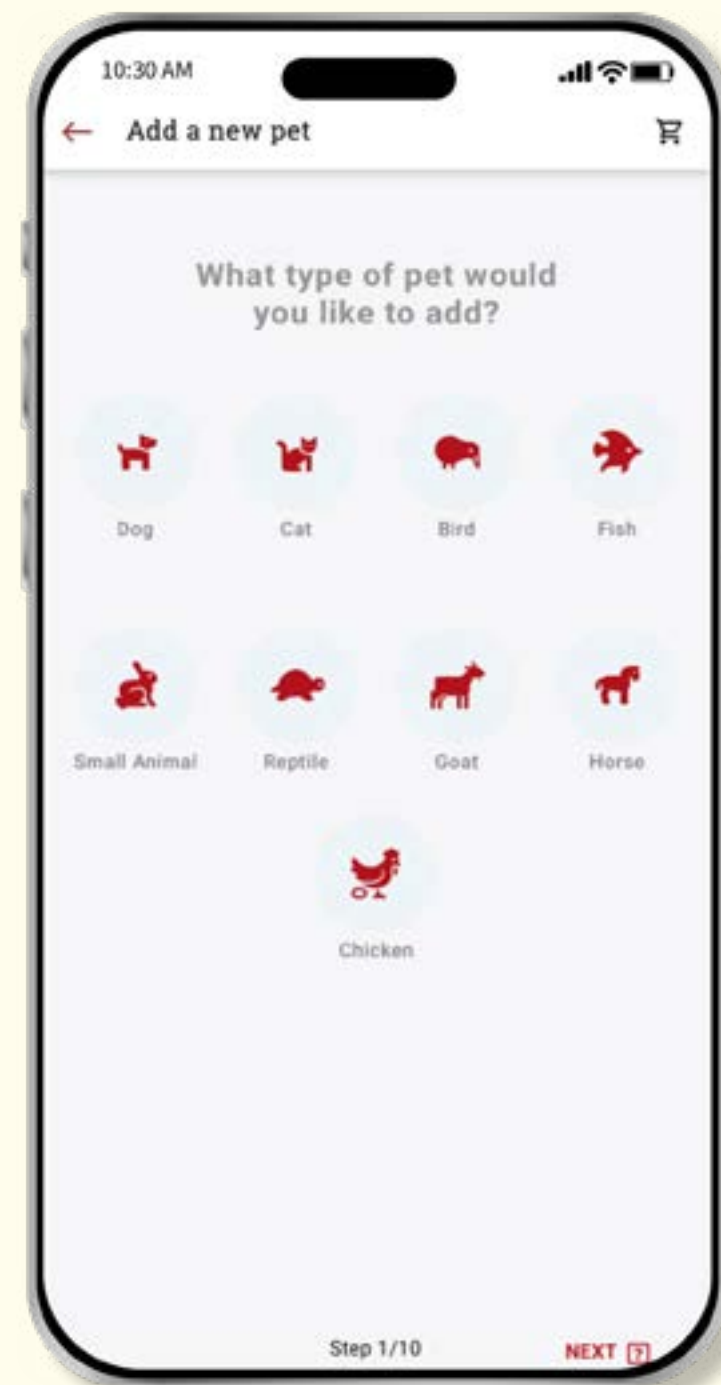 10:30 AM
Add a new pet
What type of pet would
you like to add?
Dog Cat Bird Fish
Small Animal Reptile Goat Horse
Chicken
Step 1/10 NEXT ?